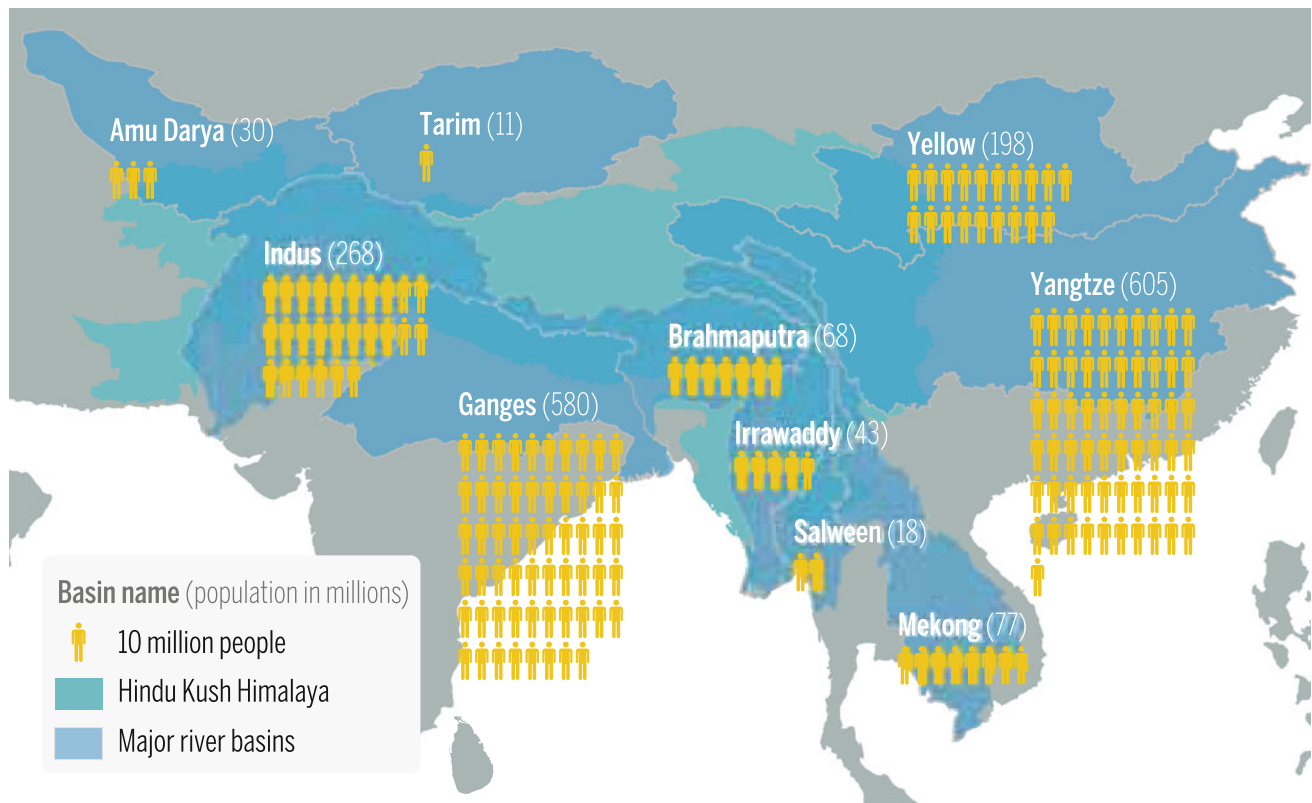 Amu Darya (30)
Tarim (11)
Yellow (198)
Indus (268)
Yangtze (605)
Brahmaputra (68)
Ganges (580)
Irrawaddy (43)
Salween (18)
Mekong (77)
Basin name (population in millions)
10 million people
Hindu Kush Himalaya
Major river basins